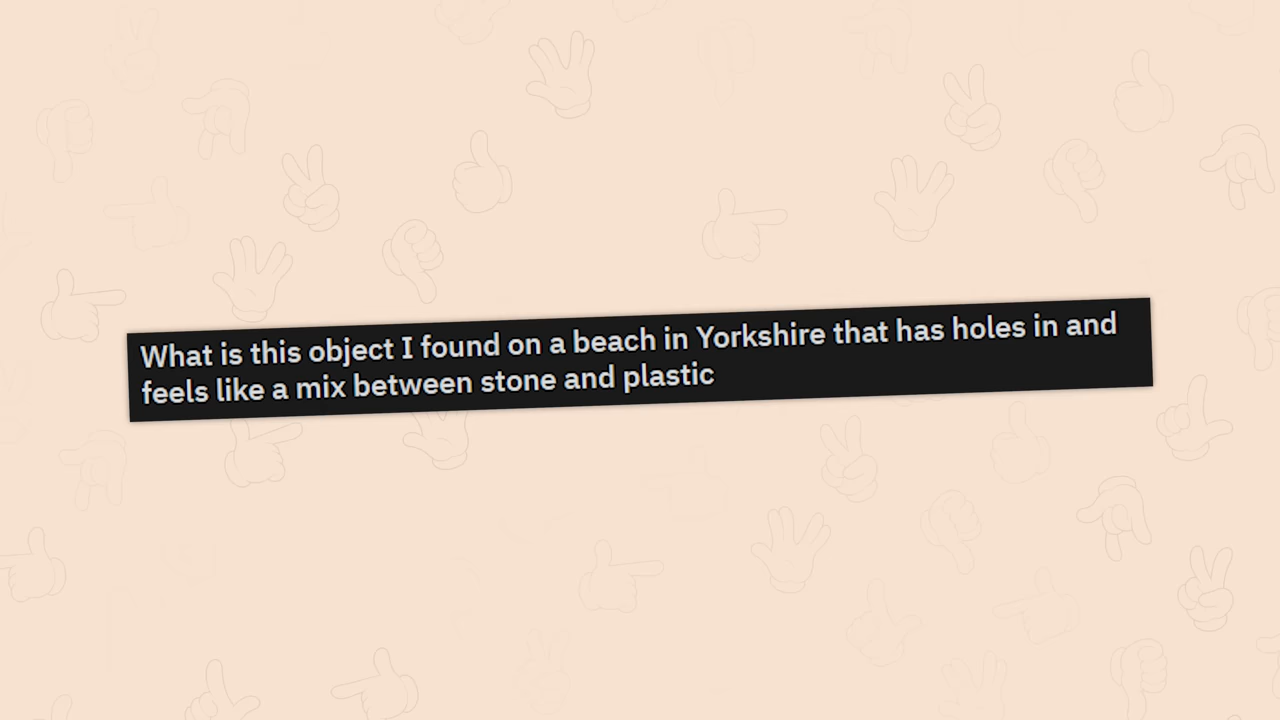 What is this object I found on a beach in Yorkshire that has holes in and
feels like a mix between stone and plastic